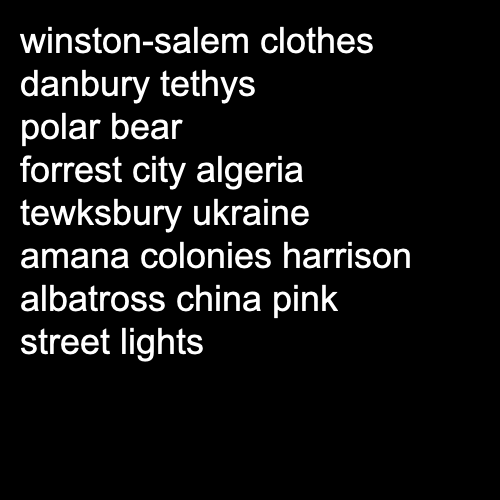 winston-salem clothes
danbury tethys
polar bear
forrest city algeria
tewksbury ukraine
amana colonies harrison
albatross china pink
street lights